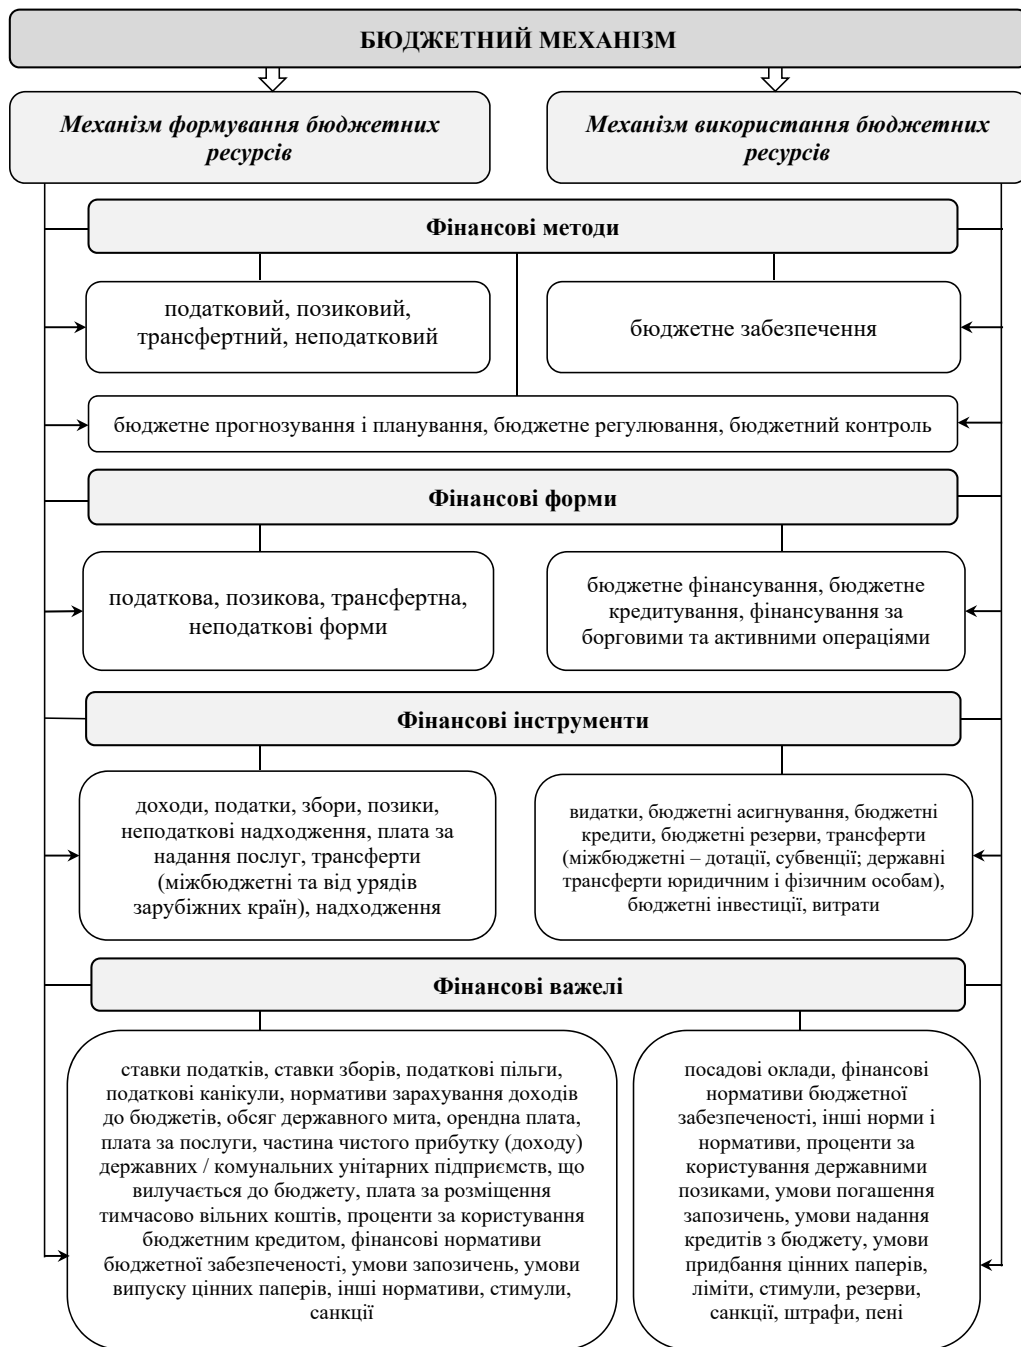 БЮДЖЕТНИЙ МЕХАНІЗМ
Механізм формування бюджетних
ресурсів
Механізм використання бюджетних
ресурсів
Фінансові методи
податковий, позиковий,
трансфертний, неподатковий
бюджетне забезпечення
бюджетне прогнозування і планування, бюджетне регулювання, бюджетний контроль
Фінансові форми
податкова, позикова, трансфертна,
неподаткові форми
бюджетне фінансування, бюджетне
кредитування, фінансування за
борговими та активними операціями
Фінансові інструменти
доходи, податки, збори, позики,
неподаткові надходження, плата за
надання послуг, трансферти
(міжбюджетні та від урядів
зарубіжних країн), надходження
видатки, бюджетні асигнування, бюджетні
кредити, бюджетні резерви, трансферти
(міжбюджетні – дотації, субвенції; державні
трансферти юридичним і фізичним особам),
бюджетні інвестиції, витрати
Фінансові важелі
ставки податків, ставки зборів, податкові пільги,
податкові канікули, нормативи зарахування доходів
до бюджетів, обсяг державного мита, орендна плата,
плата за послуги, частина чистого прибутку (доходу)
державних / комунальних унітарних підприємств, що
вилучається до бюджету, плата за розміщення
тимчасово вільних коштів, проценти за користування
бюджетним кредитом, фінансові нормативи
бюджетної забезпеченості, умови запозичень, умови
випуску цінних паперів, інші нормативи, стимули,
санкції
посадові оклади, фінансові
нормативи бюджетної
забезпеченості, інші норми і
нормативи, проценти за
користування державними
позиками, умови погашення
запозичень, умови надання
кредитів з бюджету, умови
придбання цінних паперів,
ліміти, стимули, резерви,
санкції, штрафи, пені